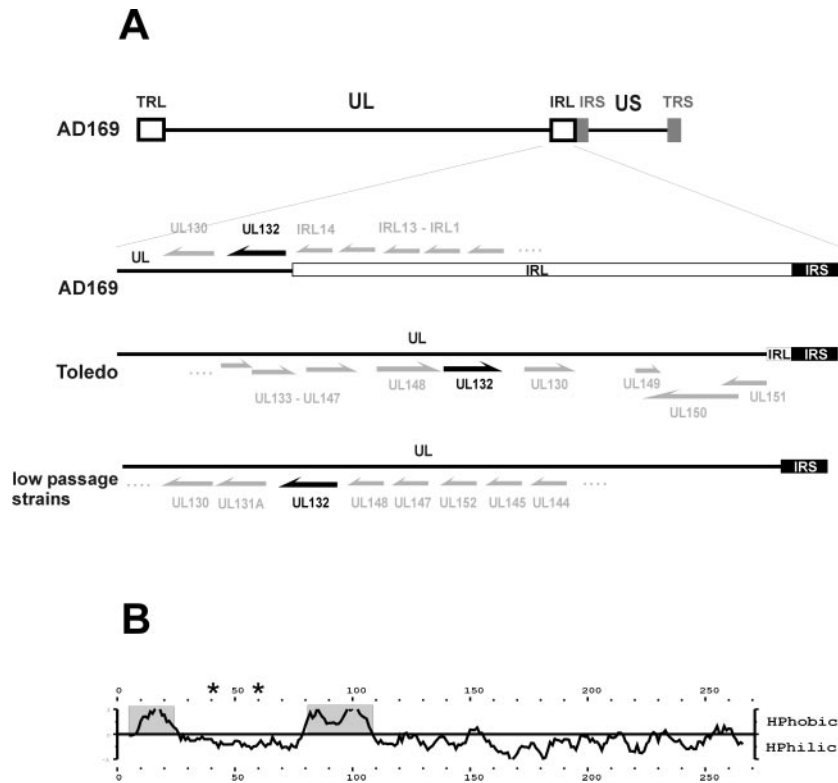 A
TRL UL IRL IRS US TRS
AD169
UL130 UL132 IRL14 IRL13 - IRL1 ....
UL
IRL IRS
AD169
UL
IRL IRS
Toledo ....
UL133 - UL147 UL148 UL132 UL130 UL149 UL151
UL150
UL
IRS
low passage
strains
.... ....
UL130 UL131A UL132 UL148 UL147 UL152 UL145 UL144
B
* *
0 50 100 150 200 250
HPhobic
HPhilic
0 50 100 150 200 250